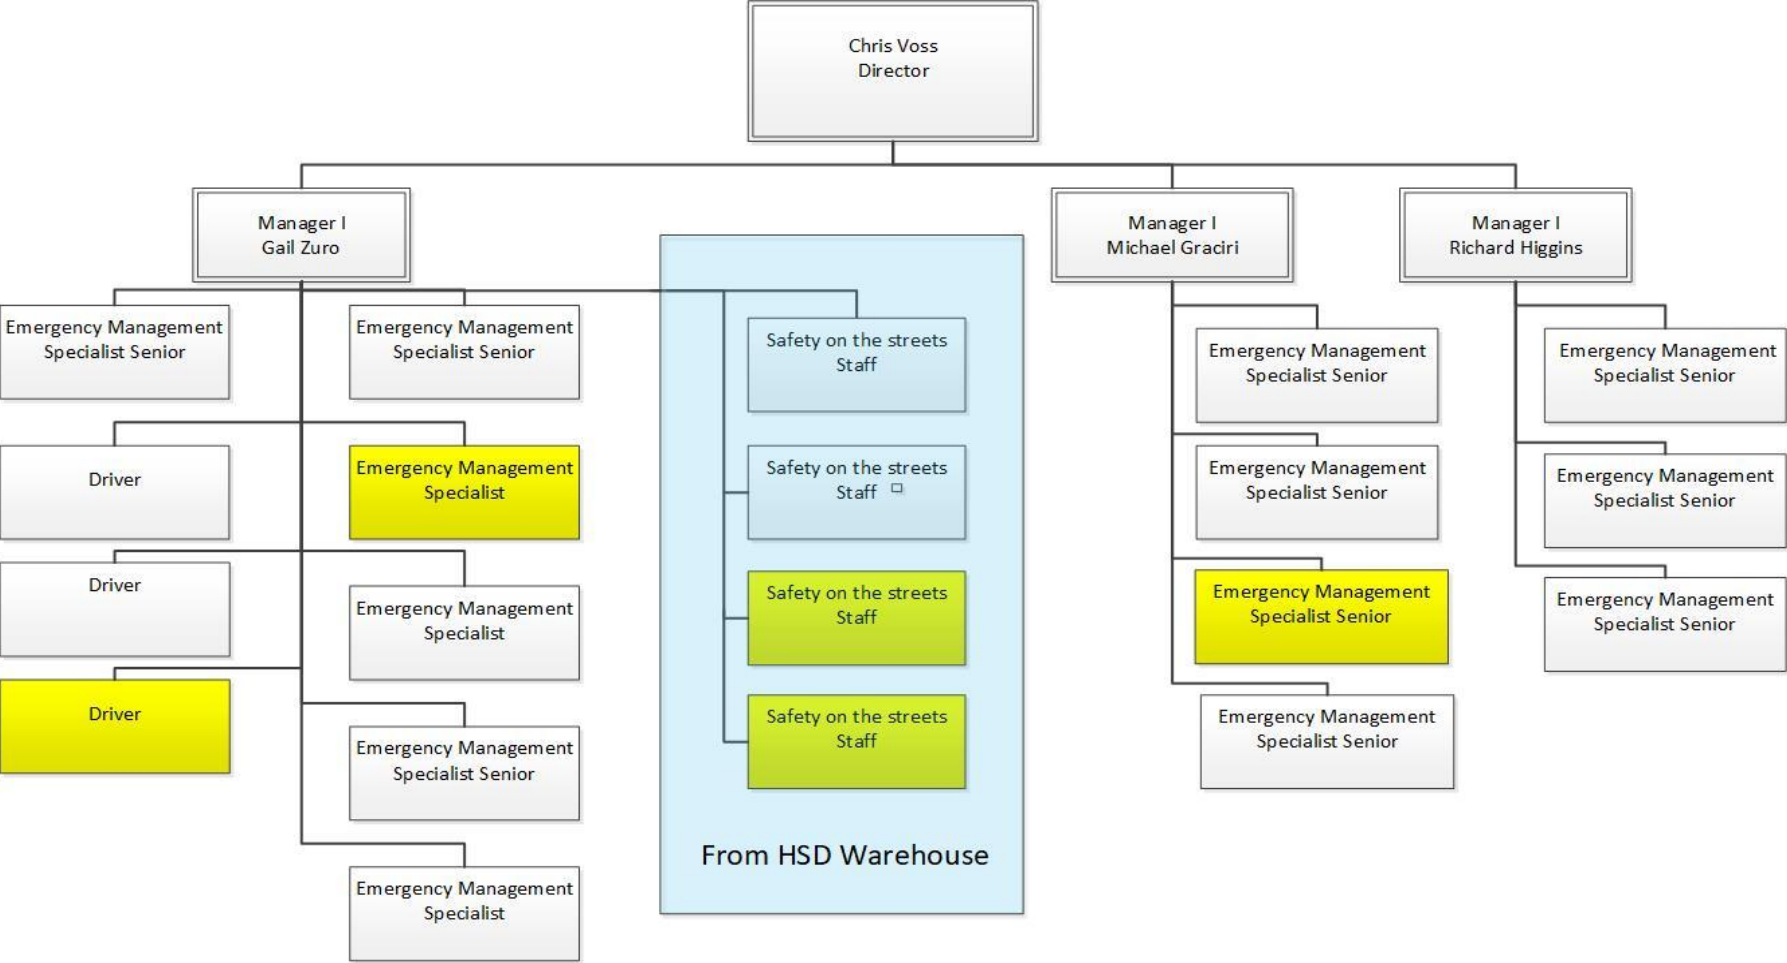 Chris Voss
Director
Manager I
Gail Zuro
Manager I
Michael Graciri
Manager I
Richard Higgins
Emergency Management
Specialist Senior
Emergency Management
Specialist Senior
Driver
Emergency Management
Specialist
Driver
Emergency Management
Specialist
Driver
Emergency Management
Specialist Senior
Emergency Management
Specialist
Safety on the streets
Staff
Safety on the streets
Staff
Safety on the streets
Staff
Safety on the streets
Staff
From HSD Warehouse
Emergency Management
Specialist Senior
Emergency Management
Specialist Senior
Emergency Management
Specialist Senior
Emergency Management
Specialist Senior
Emergency Management
Specialist Senior
Emergency Management
Specialist Senior
Emergency Management
Specialist Senior